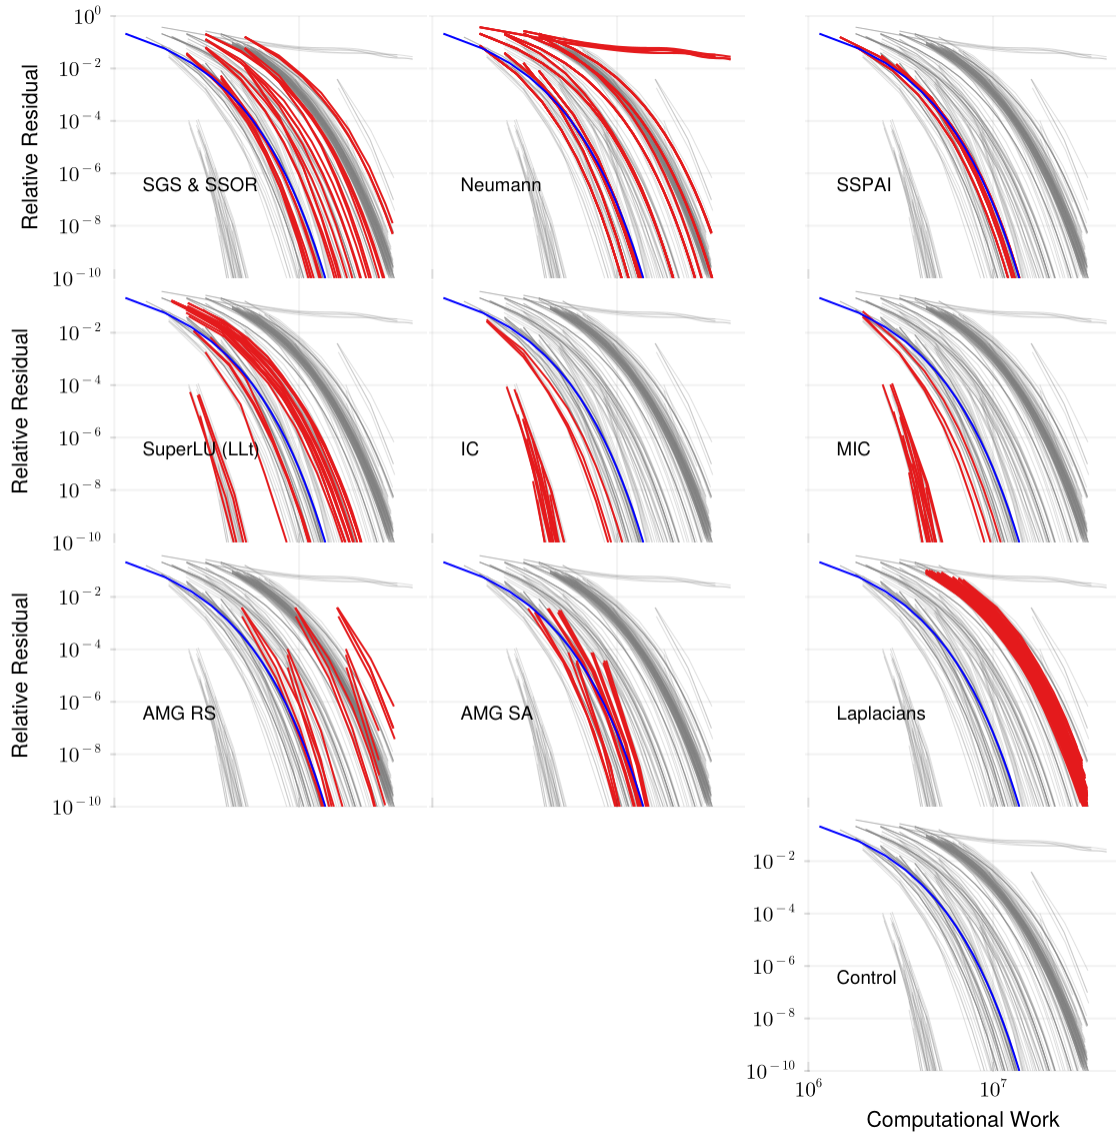 10^0
10^−2
10^−4
10^−6
10^−8
10^−10
Relative Residual
SGS & SSOR
Neumann
SSPAI
10^−2
10^−4
10^−6
10^−8
10^−10
Relative Residual
SuperLU (LLt)
IC
MIC
10^−2
10^−4
10^−6
10^−8
10^−10
Relative Residual
AMG RS
AMG SA
Laplacians
10^−2
10^−4
10^−6
10^−8
10^−10
Control
10^6
10^7
Computational Work